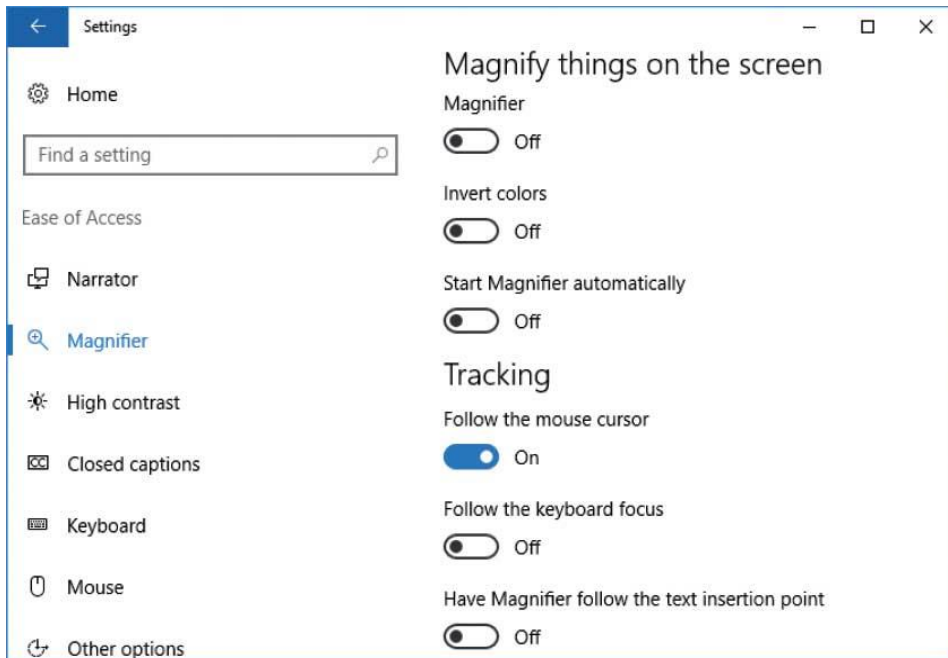 Settings
Home
Find a setting
Ease of Access
Narrator
Magnifier
High contrast
Closed captions
Keyboard
Mouse
Other options
Magnify things on the screen
Magnifier
Off
Invert colors
Off
Start Magnifier automatically
Off
Tracking
Follow the mouse cursor
On
Follow the keyboard focus
Off
Have Magnifier follow the text insertion point
Off